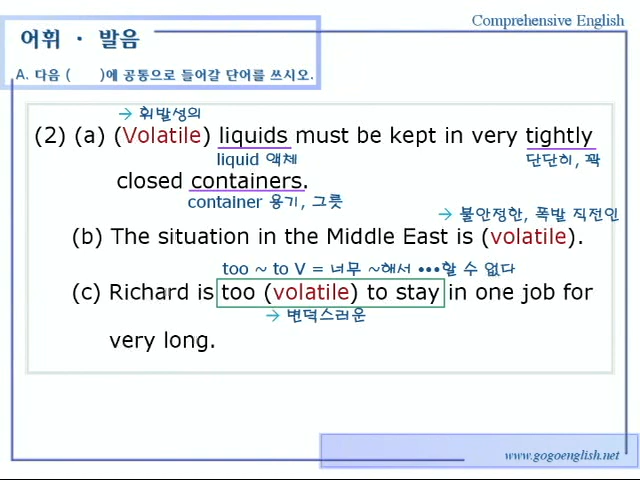 Comprehensive English
어휘 · 발음
A. 다음 (      )에 공통으로 들어갈 단어를 쓰시오.
→ 휘발성의
(2) (a) (Volatile) liquids must be kept in very tightly
liquid 액체
단단히, 꽉
closed containers.
container 용기, 그릇
→ 불안정한, 폭발 직전인
(b) The situation in the Middle East is (volatile).
too ~ to V = 너무 ~해서 •••할 수 없다
(c) Richard is too (volatile) to stay in one job for
→ 변덕스러운
very long.
www.gogoenglish.net